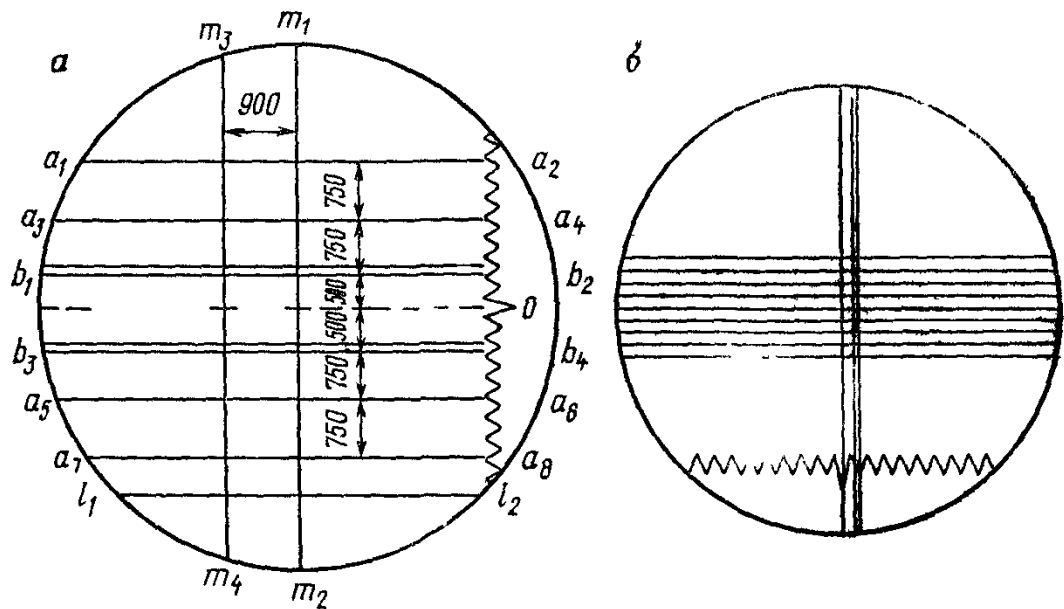 а
m₃
m₁
б
900
a₁
a₂
750
a₃
a₄
750
b₁
b₂
500
0
500
b₃
b₄
750
a₅
a₆
750
a₇
a₈
l₁
l₂
m₄
m₂